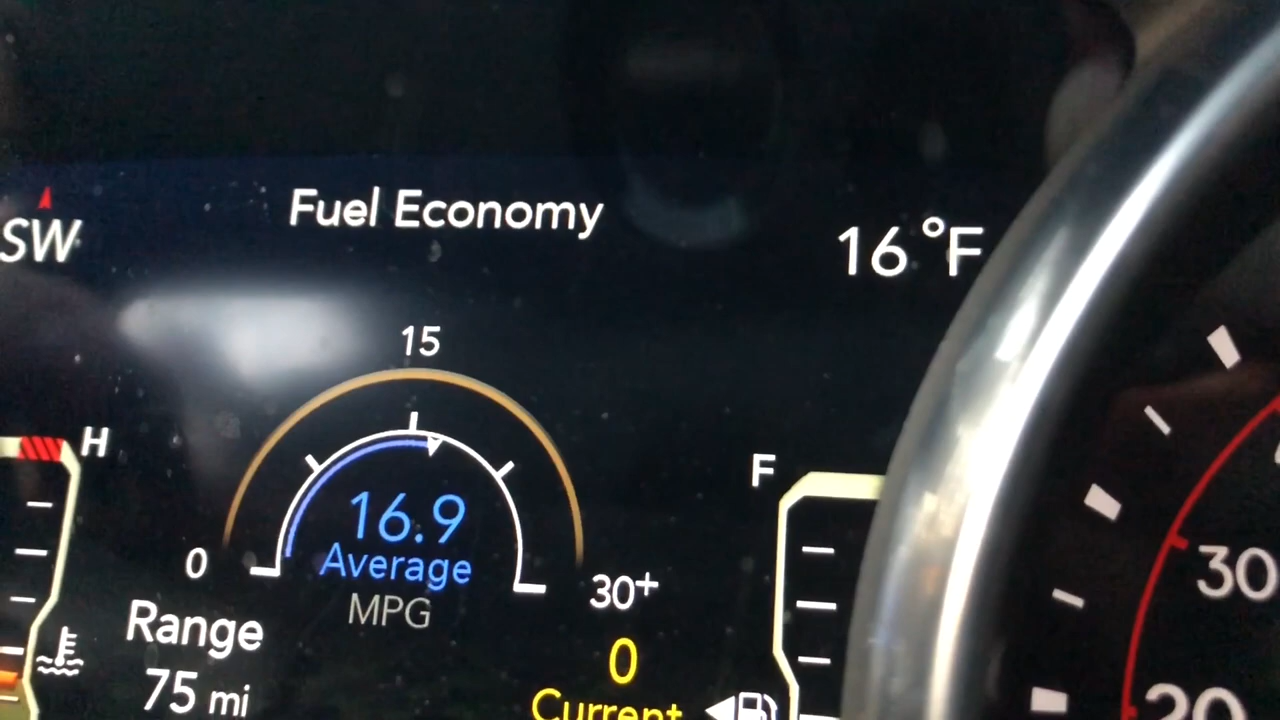 Fuel Economy
SW
16°F
15
H
F
16.9
Average
0
30+
MPG
30
Range
0
75 mi
Current
20